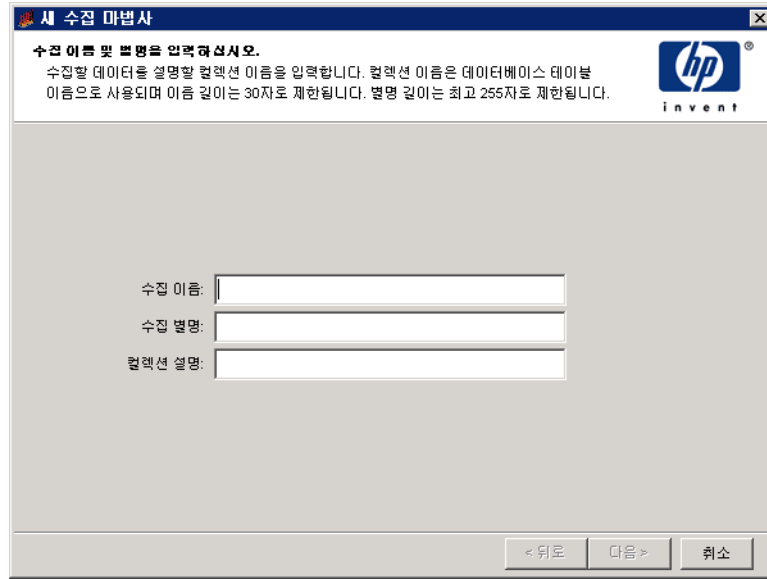 새 수집 마법사
수집 이름 및 별명을 입력하십시오.
수집할 데이터를 설명할 컬렉션 이름을 입력합니다. 컬렉션 이름은 데이터베이스 테이블
이름으로 사용되며 이름 길이는 30자로 제한됩니다. 별명 길이는 최고 255자로 제한됩니다.
hp
®
invent
수집 이름:
수집 별명:
컬렉션 설명:
< 뒤로
다음 >
취소